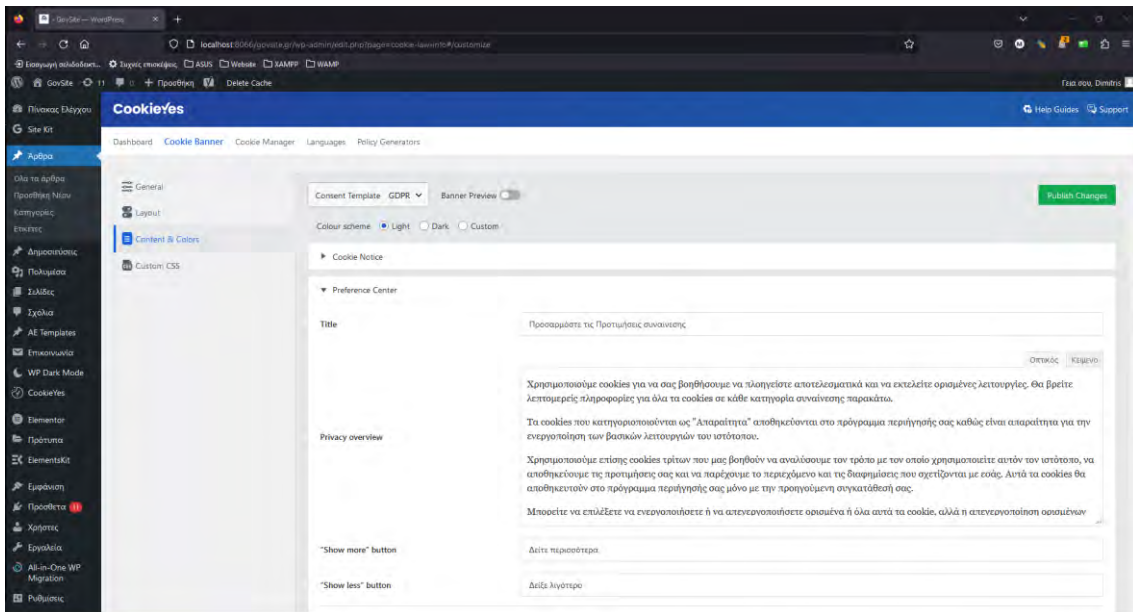 - GovSite — WordPress
localhost:8066/govsite.gr/wp-admin/edit.php?page=cookie-law-info#/customize
Εισαγωγή σελιδοδεικτ... Συχνές επισκέψεις ASUS Website XAMPP WAMP
GovSite 11 0 Προσθήκη Delete Cache Γεια σου, Dimitris
Πίνακας Ελέγχου
Site Kit
Άρθρα
Όλα τα άρθρα
Προσθήκη Νέου
Κατηγορίες
Ετικέτες
Δημοσιεύσεις
Πολυμέσα
Σελίδες
Σχόλια
AE Templates
Επικοινωνία
WP Dark Mode
CookieYes
Elementor
Πρότυπα
ElementsKit
Εμφάνιση
Πρόσθετα 11
Χρήστες
Εργαλεία
All-in-One WP
Migration
Ρυθμίσεις
CookieYes Help Guides Support
Dashboard Cookie Banner Cookie Manager Languages Policy Generators
General
Layout
Content & Colors
Custom CSS
Consent Template GDPR Banner Preview Publish Changes
Colour scheme Light Dark Custom
Cookie Notice
Preference Center
Title Προσαρμόστε τις Προτιμήσεις συναινεσης
Οπτικός Κείμενο
Privacy overview
Χρησιμοποιούμε cookies για να σας βοηθήσουμε να πλοηγείστε αποτελεσματικά και να εκτελείτε ορισμένες λειτουργίες. Θα βρείτε
λεπτομερείς πληροφορίες για όλα τα cookies σε κάθε κατηγορία συναίνεσης παρακάτω.
Τα cookies που κατηγοριοποιούνται ως "Απαραίτητα" αποθηκεύονται στο πρόγραμμα περιήγησής σας καθώς είναι απαραίτητα για την
ενεργοποίηση των βασικών λειτουργιών του ιστότοπου.
Χρησιμοποιούμε επίσης cookies τρίτων που μας βοηθούν να αναλύσουμε τον τρόπο με τον οποίο χρησιμοποιείτε αυτόν τον ιστότοπο, να
αποθηκεύουμε τις προτιμήσεις σας και να παρέχουμε το περιεχόμενο και τις διαφημίσεις που σχετίζονται με εσάς. Αυτά τα cookies θα
αποθηκευτούν στο πρόγραμμα περιήγησής σας μόνο με την προηγούμενη συγκατάθεσή σας.
Μπορείτε να επιλέξετε να ενεργοποιήσετε ή να απενεργοποιήσετε ορισμένα ή όλα αυτά τα cookie, αλλά η απενεργοποίηση ορισμένων
"Show more" button Δείτε περισσότερα
"Show less" button Δείξε λιγότερο